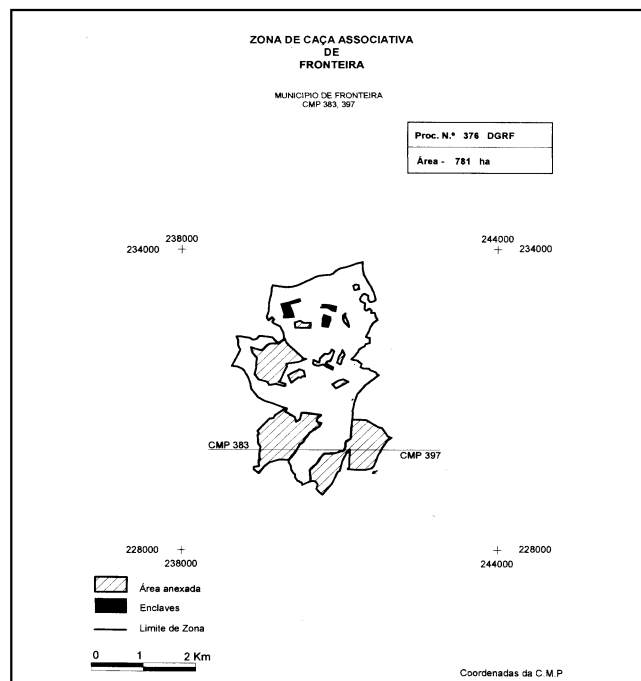 ZONA DE CAÇA ASSOCIATIVA
DE
FRONTEIRA
MUNICIPIO DE FRONTEIRA
CMP 383, 397
Proc. N.º 376 DGRF
Área - 781 ha
238000
234000
244000
234000
CMP 383
CMP 397
228000
238000
228000
244000
Área anexada
Enclaves
Limite de Zona
0 1 2 Km
Coordenadas da C.M.P